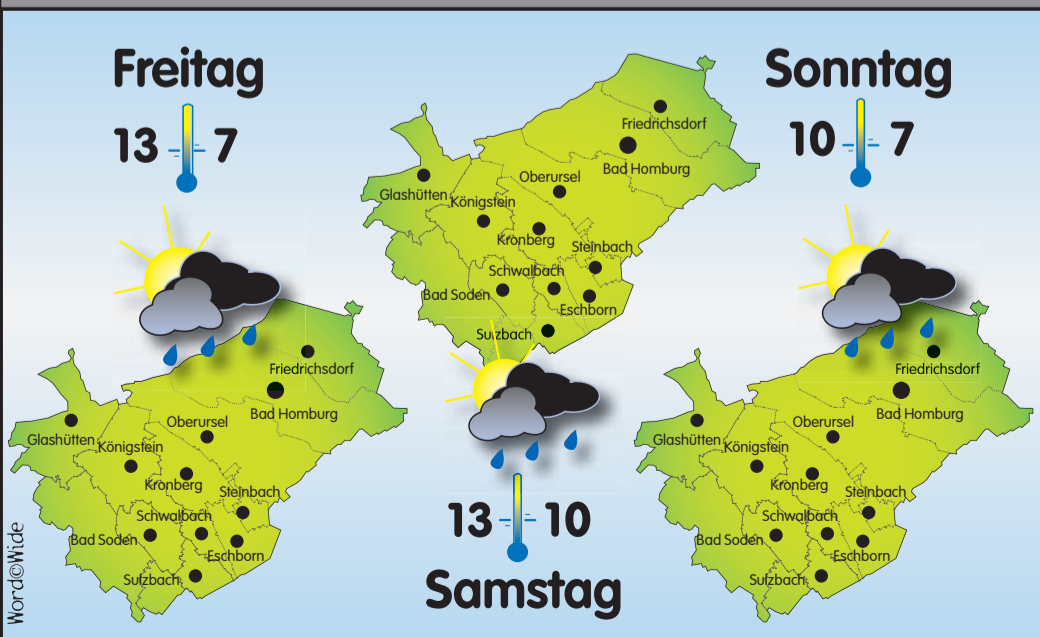 Freitag
13 7
Friedrichsdorf
Bad Homburg
Oberursel
Glashütten
Königstein
Kronberg
Steinbach
Schwalbach
Bad Soden
Eschborn
Sulzbach
Friedrichsdorf
Bad Homburg
Oberursel
Glashütten
Königstein
Kronberg
Steinbach
Schwalbach
Bad Soden
Eschborn
Sulzbach
13 10
Samstag
Sonntag
10 7
Friedrichsdorf
Bad Homburg
Oberursel
Glashütten
Königstein
Kronberg
Steinbach
Schwalbach
Bad Soden
Eschborn
Sulzbach
Word©Wide